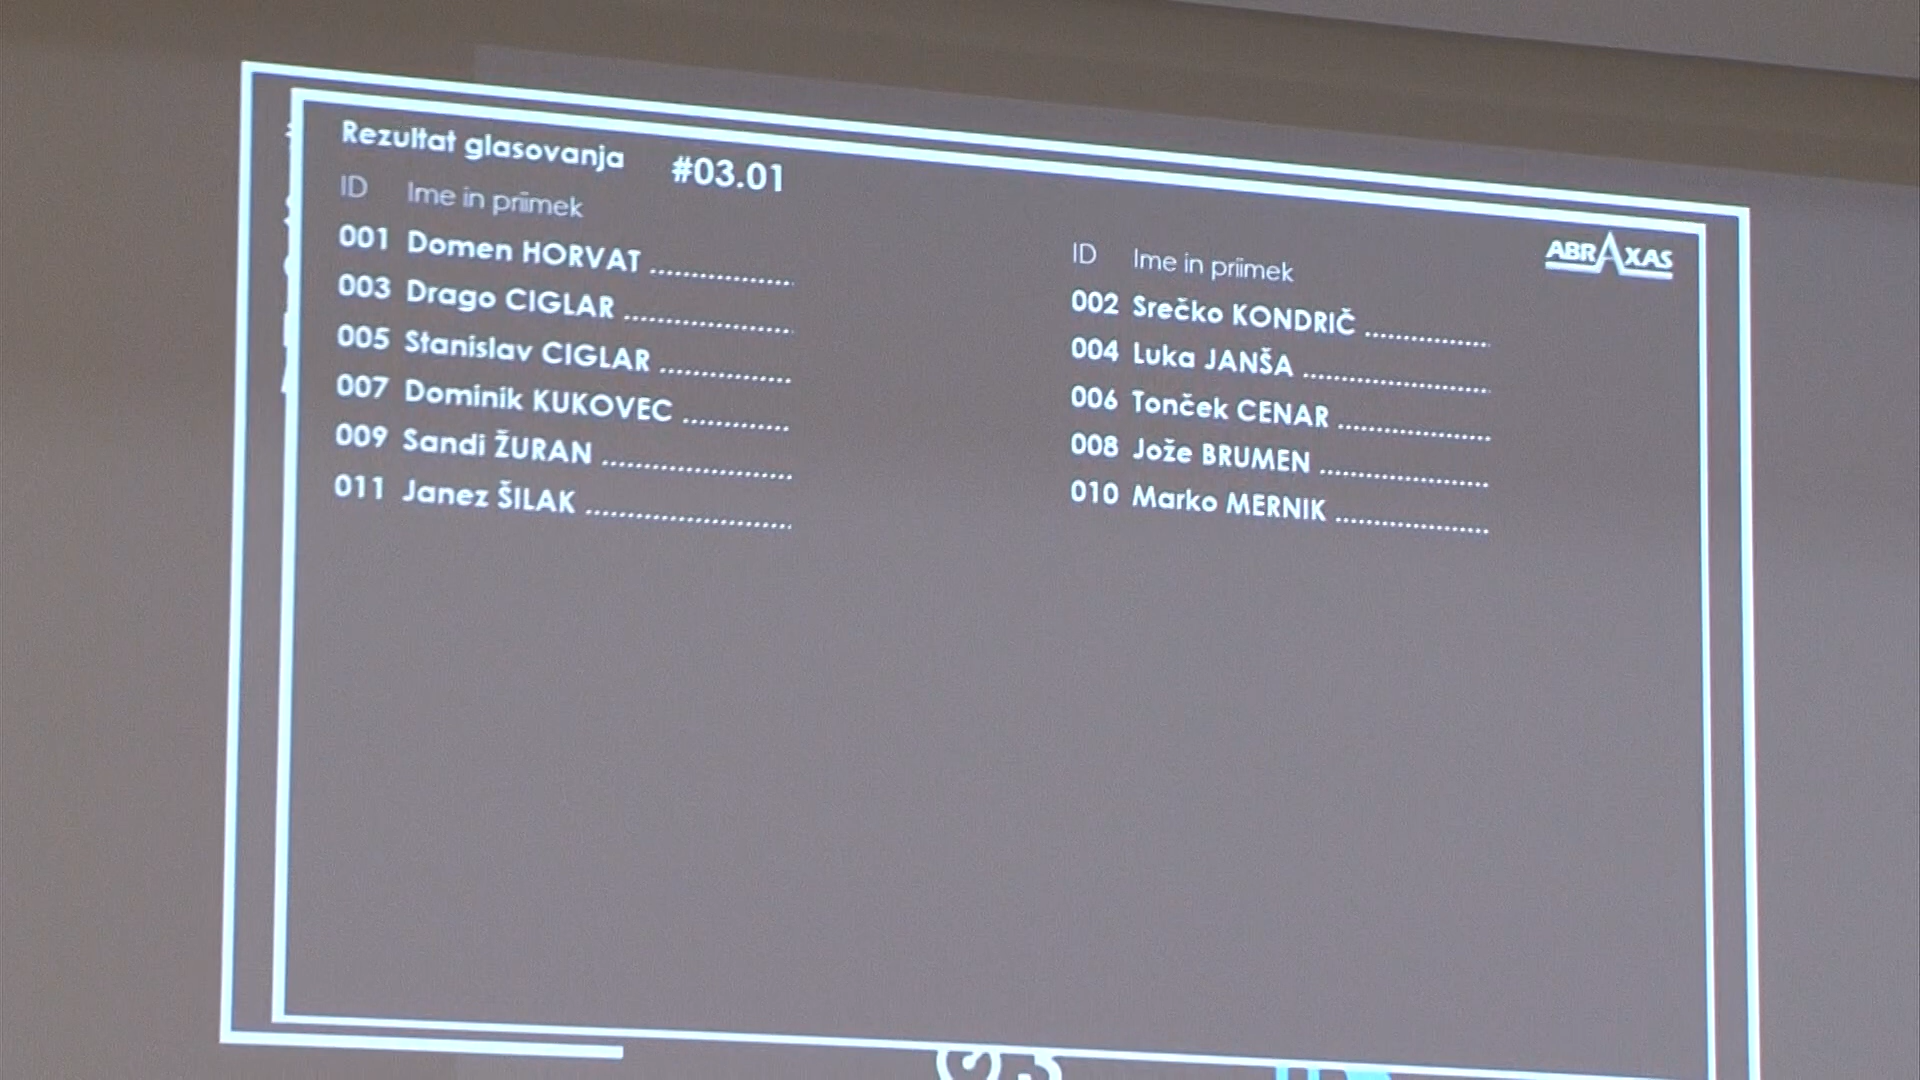 Rezultat glasovanja #03.01
ID Ime in priimek
001 Domen HORVAT
003 Drago CIGLAR
005 Stanislav CIGLAR
007 Dominik KUKOVEC
009 Sandi ŽURAN
011 Janez ŠILAK
ABRAXAS
ID Ime in priimek
002 Srečko KONDRIČ
004 Luka JANŠA
006 Tonček CENAR
008 Jože BRUMEN
010 Marko MERNIK